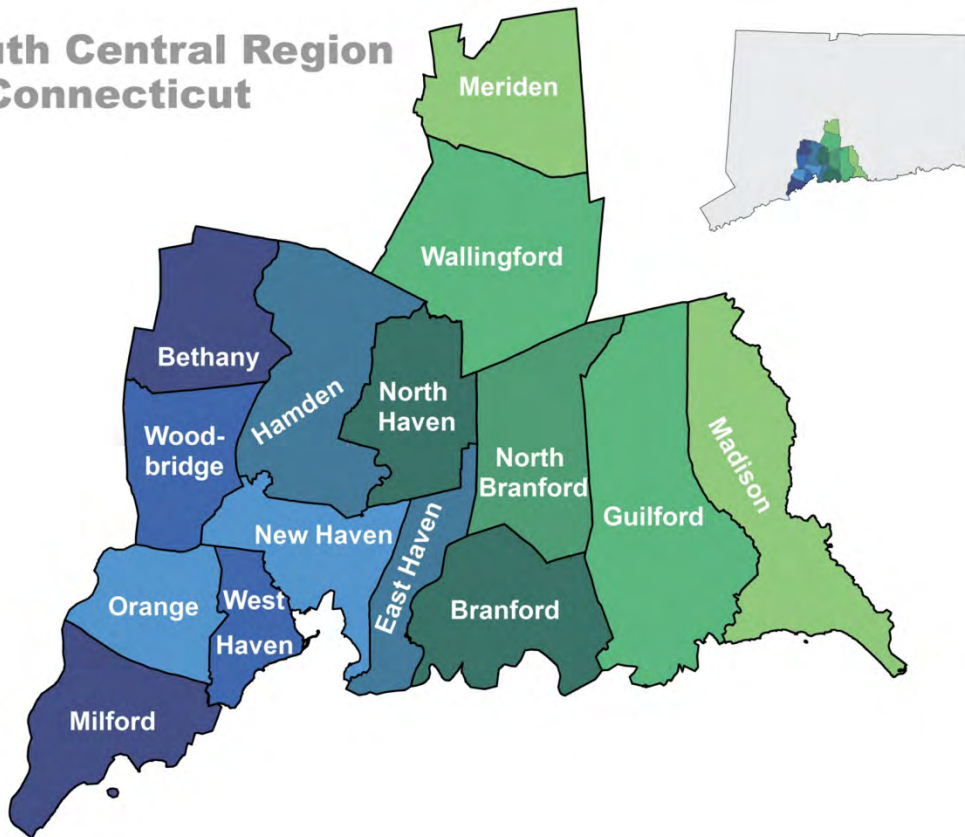 uth Central Region
Connecticut
Meriden
Wallingford
Bethany
Hamden
North
Haven
Wood-
bridge
North
Branford
Madison
Guilford
New Haven
East Haven
Orange
West
Haven
Branford
Milford